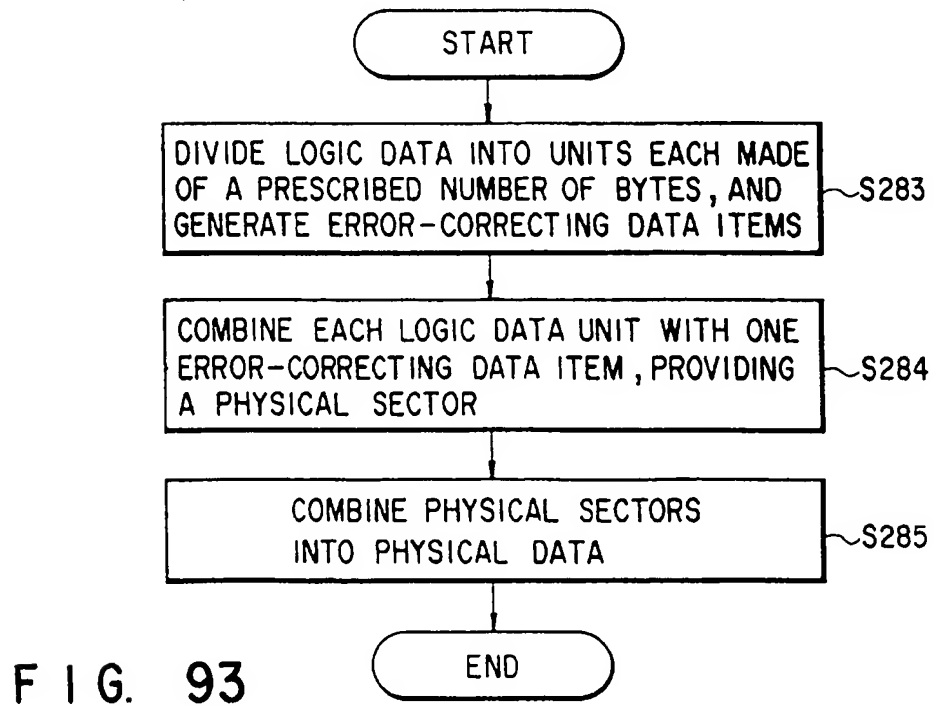 START
DIVIDE LOGIC DATA INTO UNITS EACH MADE
OF A PRESCRIBED NUMBER OF BYTES, AND
GENERATE ERROR-CORRECTING DATA ITEMS
S283
COMBINE EACH LOGIC DATA UNIT WITH ONE
ERROR-CORRECTING DATA ITEM, PROVIDING
A PHYSICAL SECTOR
S284
COMBINE PHYSICAL SECTORS
INTO PHYSICAL DATA
S285
END
FIG. 93